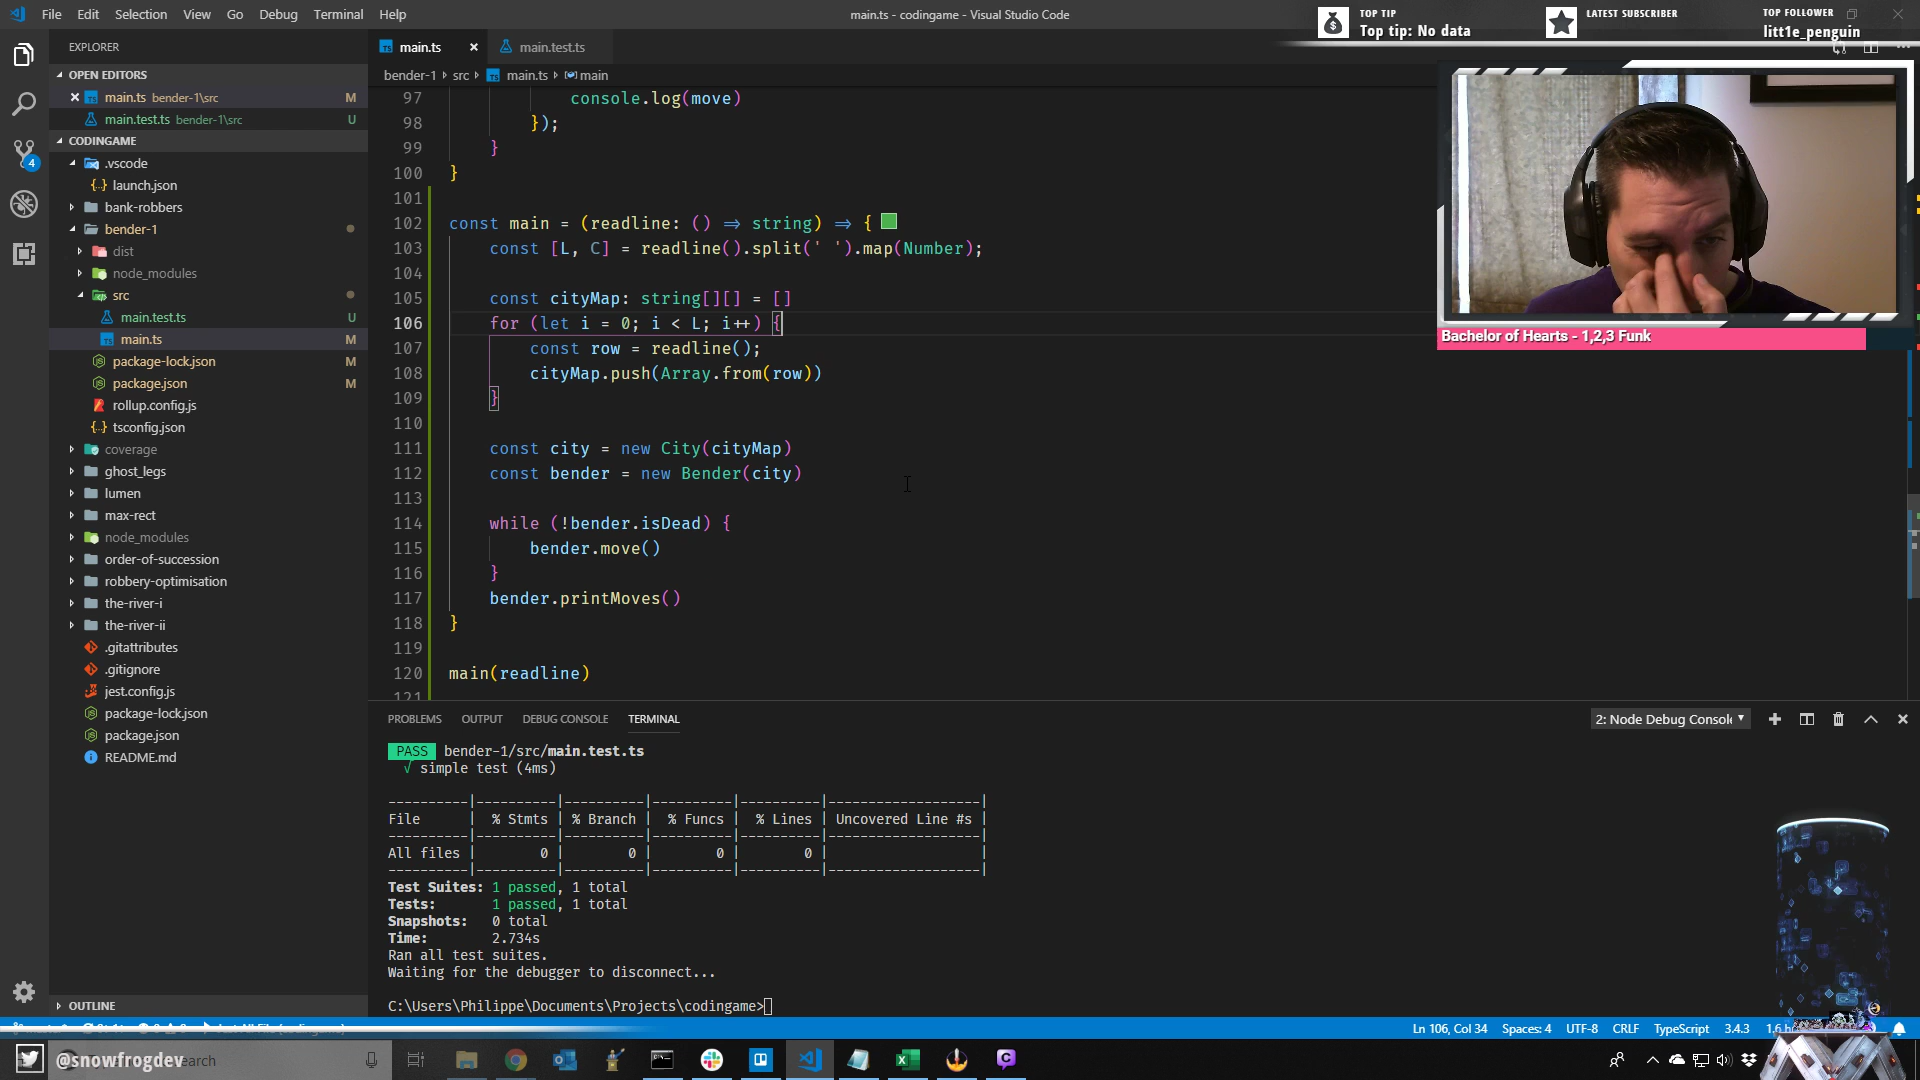 File Edit Selection View Go Debug Terminal Help
main.ts - codingame - Visual Studio Code
TOP TIP
Top tip: No data
LATEST SUBSCRIBER
TOP FOLLOWER
litt1e_penguin
EXPLORER
OPEN EDITORS
main.ts bender-1\src M
main.test.ts bender-1\src U
CODINGAME
.vscode
launch.json
bank-robbers
bender-1
dist
node_modules
src
main.test.ts U
main.ts M
package-lock.json M
package.json M
rollup.config.js
tsconfig.json
coverage
ghost_legs
lumen
max-rect
node_modules
order-of-succession
robbery-optimisation
the-river-i
the-river-ii
.gitattributes
.gitignore
jest.config.js
package-lock.json
package.json
README.md
OUTLINE
4
main.ts main.test.ts
bender-1 src main.ts main
97 console.log(move)
98 });
99 }
100 }
101
102 const main = (readline: () => string) => {
103 const [L, C] = readline().split(' ').map(Number);
104
105 const cityMap: string[][] = []
106 for (let i = 0; i < L; i++) {
107 const row = readline();
108 cityMap.push(Array.from(row))
109 }
110
111 const city = new City(cityMap)
112 const bender = new Bender(city)
113
114 while (!bender.isDead) {
115 bender.move()
116 }
117 bender.printMoves()
118 }
119
120 main(readline)
121
Bachelor of Hearts - 1,2,3 Funk
PROBLEMS OUTPUT DEBUG CONSOLE TERMINAL
2: Node Debug Console
PASS bender-1/src/main.test.ts
√ simple test (4ms)
----------|----------|----------|----------|----------|-------------------|
File | % Stmts | % Branch | % Funcs | % Lines | Uncovered Line #s |
----------|----------|----------|----------|----------|-------------------|
All files | 0 | 0 | 0 | 0 | |
----------|----------|----------|----------|----------|-------------------|
Test Suites: 1 passed, 1 total
Tests: 1 passed, 1 total
Snapshots: 0 total
Time: 2.734s
Ran all test suites.
Waiting for the debugger to disconnect...
C:\Users\Philippe\Documents\Projects\codingame>
Ln 106, Col 34 Spaces: 4 UTF-8 CRLF TypeScript 3.4.3
@snowfrogdev